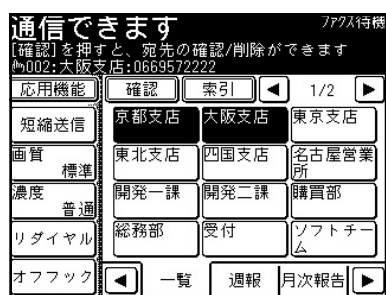 通信できます
ファクス待機
[確認]を押すと、宛先の確認/削除ができます
002:大阪支店:0669572222
応用機能
確認
索引
◀
1/2
▶
短縮送信
京都支店
大阪支店
東京支店
画質
標準
東北支店
四国支店
名古屋営業
所
濃度
普通
開発一課
開発二課
購買部
リダイヤル
総務部
受付
ソフトチー
ム
オフフック
◀
一覧
週報
月次報告
▶